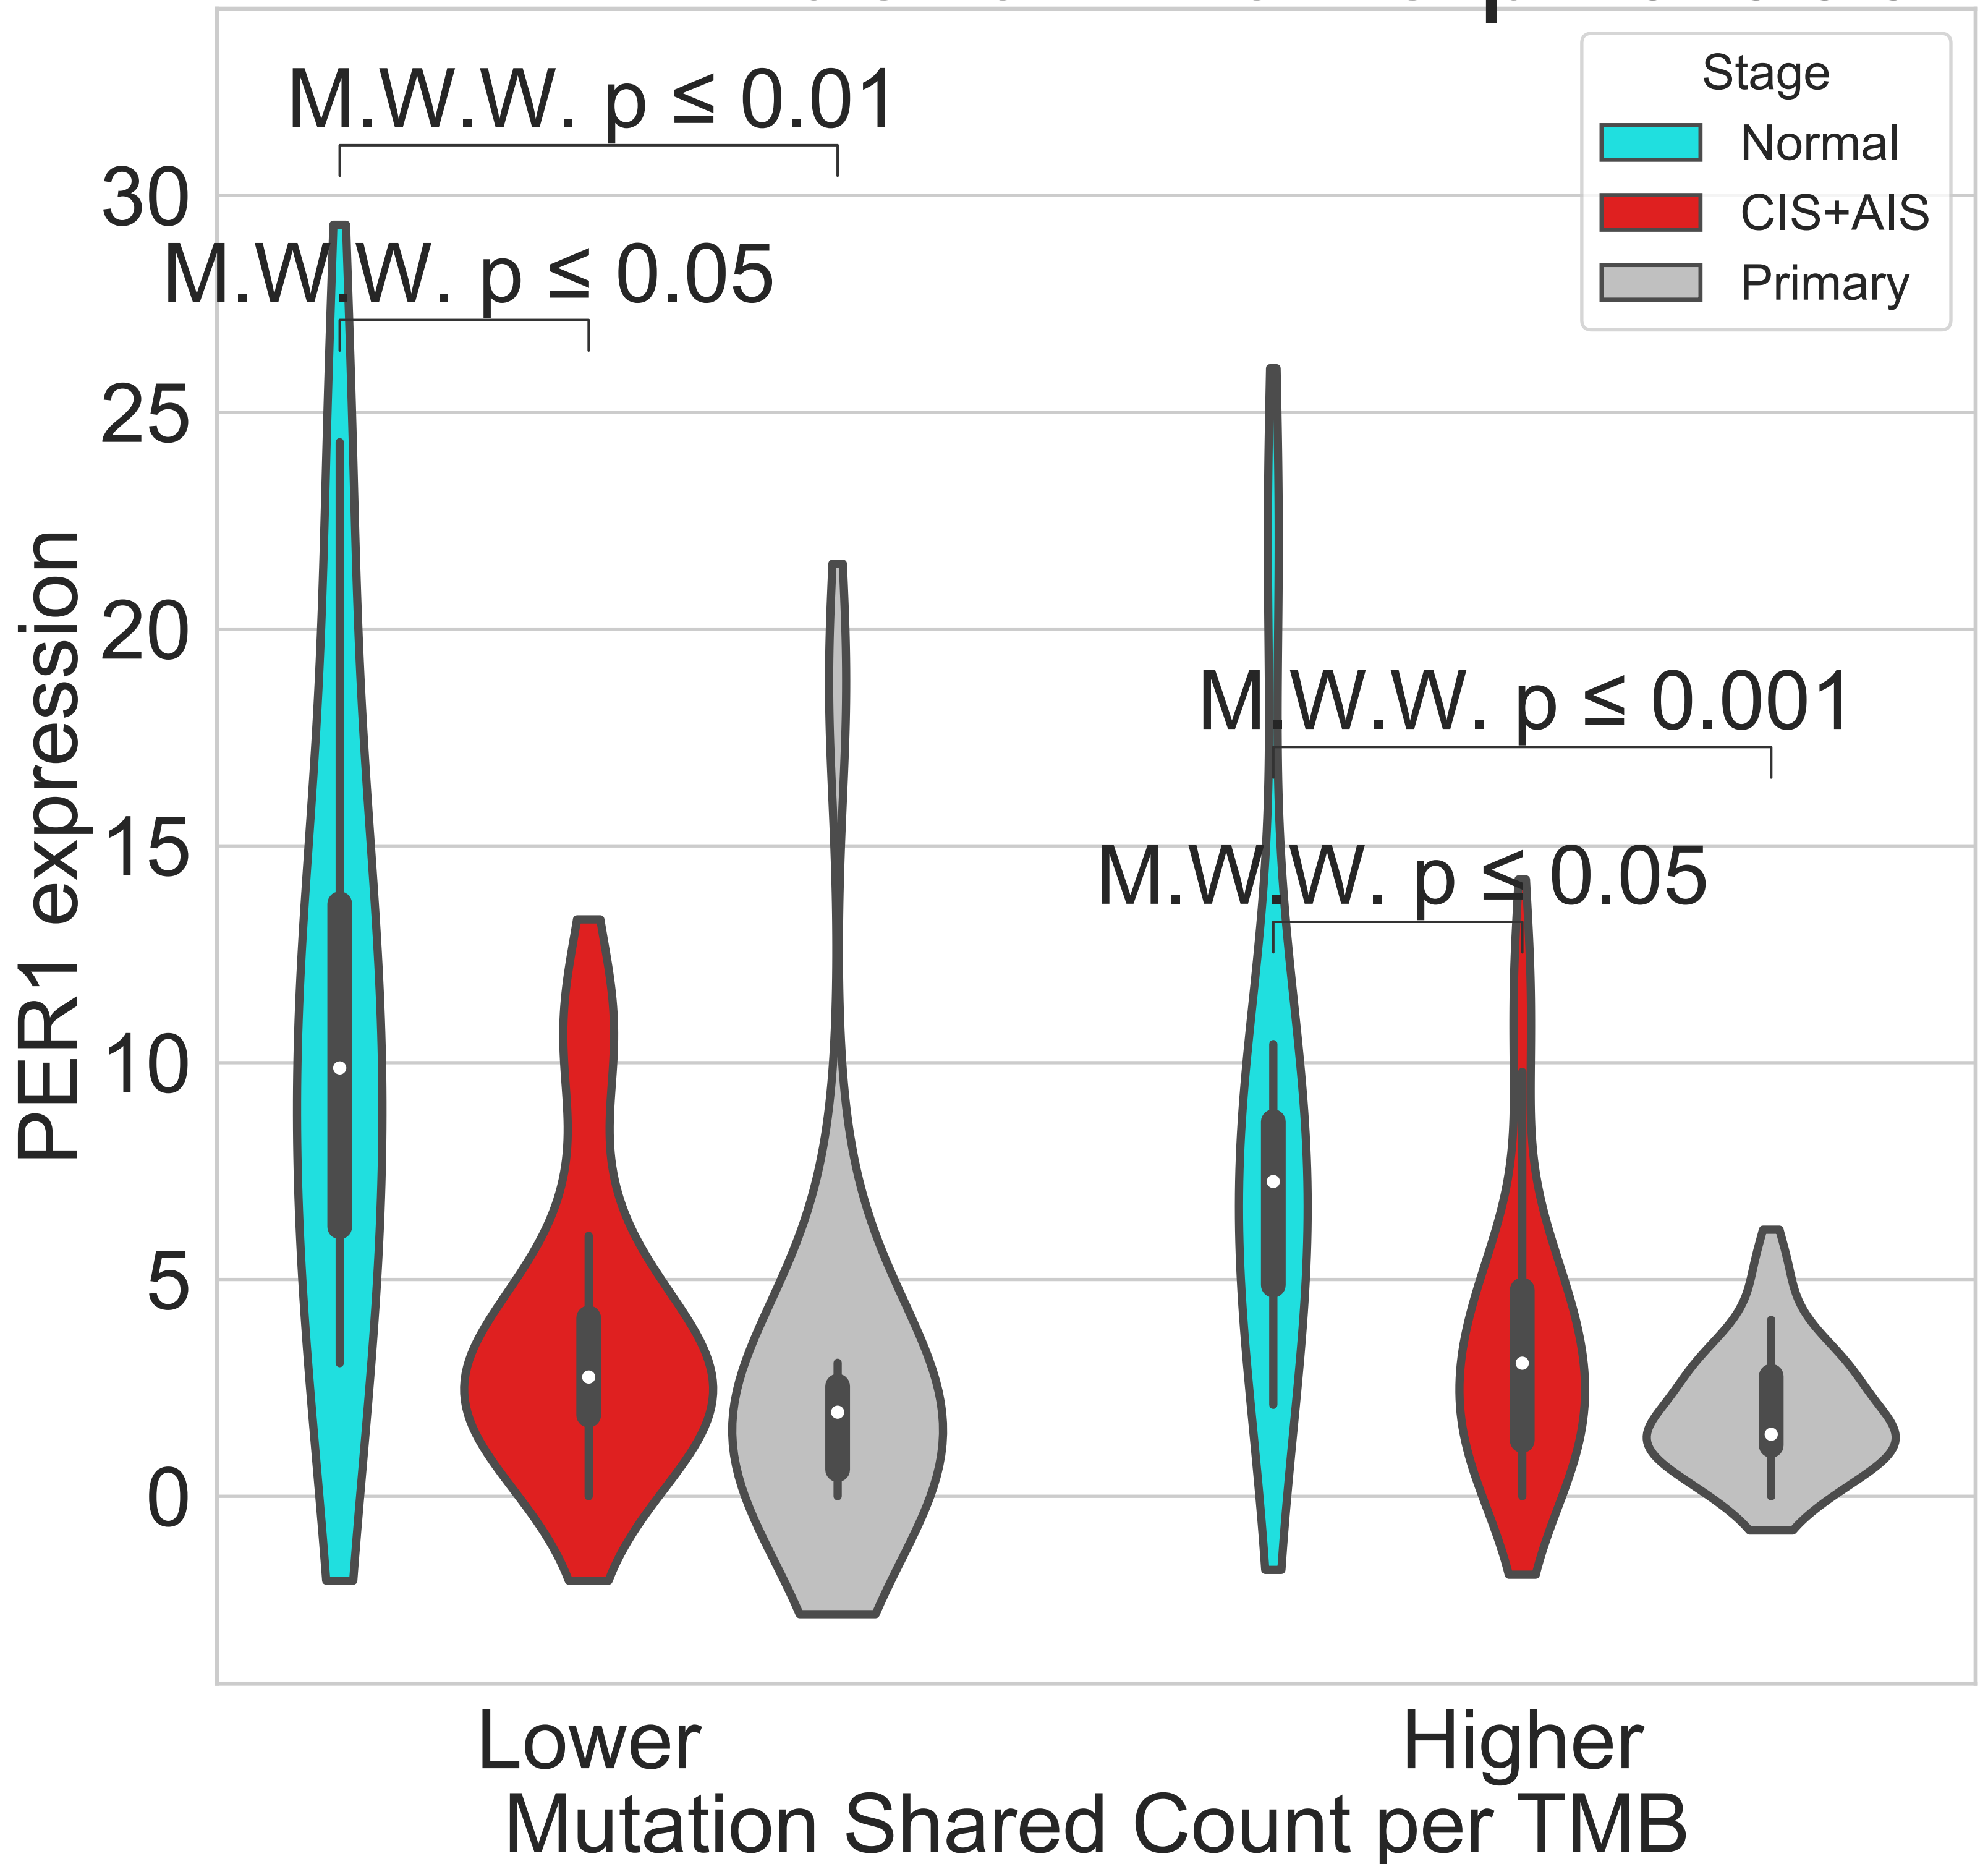 Stage
Normal
CIS+AIS
Primary
M.W.W. p ≤ 0.01
M.W.W. p ≤ 0.05
M.W.W. p ≤ 0.001
M.W.W. p ≤ 0.05
PER1 expression
30
25
20
15
10
5
0
Lower
Higher
Mutation Shared Count per TMB